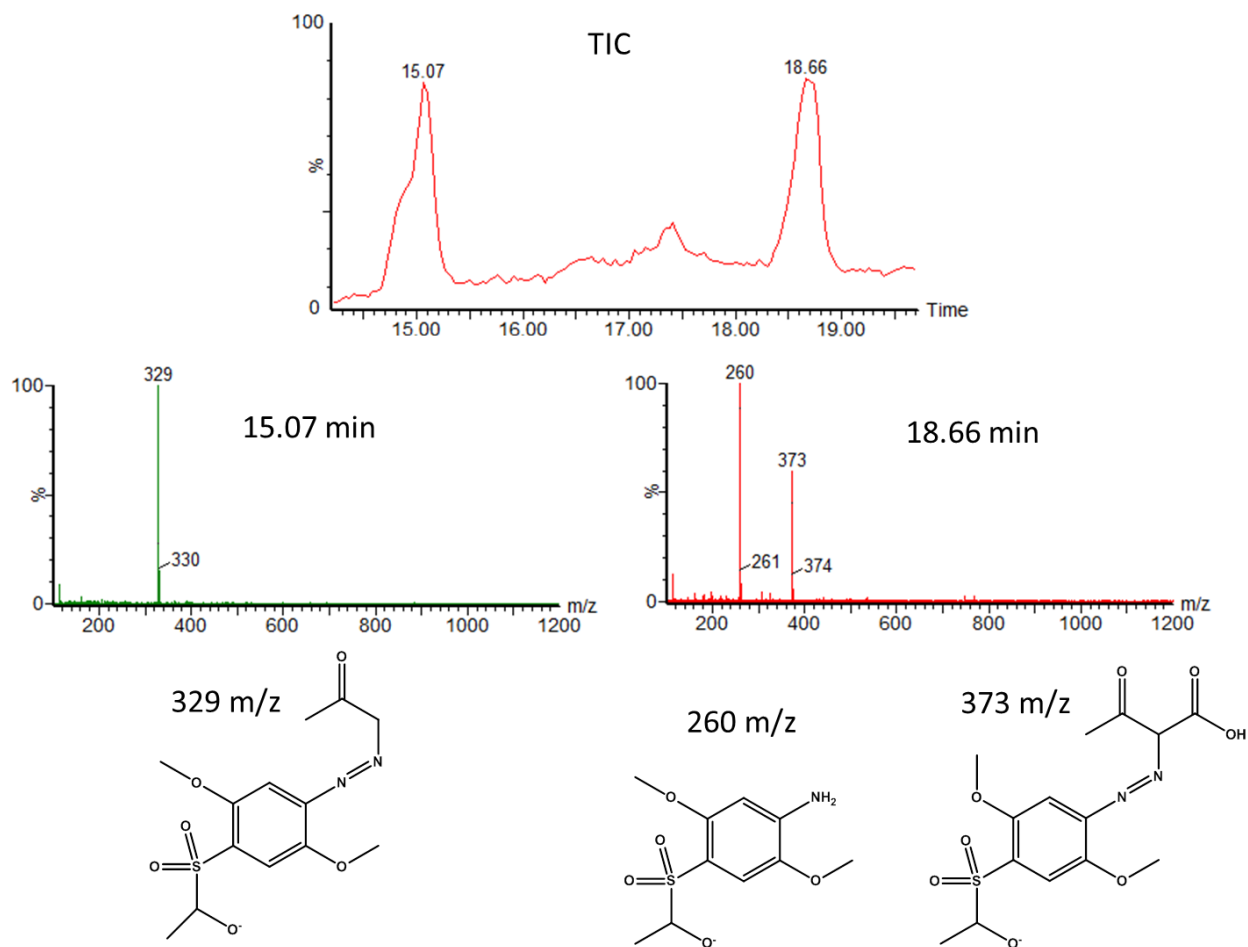 TIC
100
%
0
15.07
18.66
15.00 16.00 17.00 18.00 19.00
Time
100
%
0
329
330
15.07 min
200 400 600 800 1000 1200
m/z
100
%
0
260
261
373
374
18.66 min
200 400 600 800 1000 1200
m/z
329 m/z
O
N
N
O
O
O
S
O
O-
260 m/z
O
NH2
O
O
S
O
O-
373 m/z
O
O
OH
N
N
O
O
O
S
O
O-